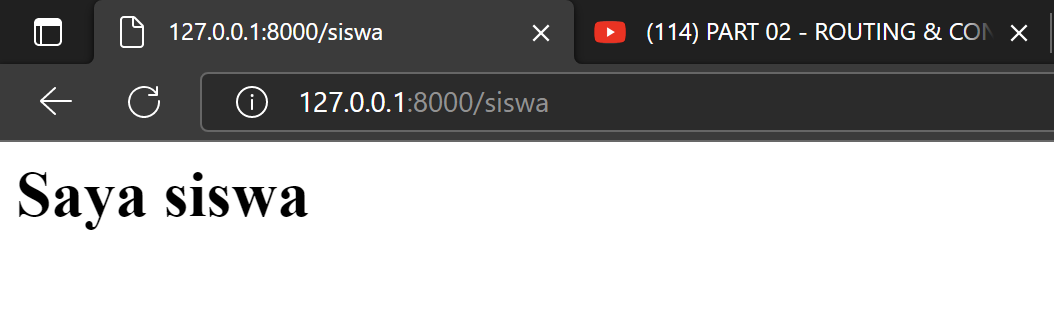 127.0.0.1:8000/siswa
(114) PART 02 - ROUTING & CON
127.0.0.1:8000/siswa
Saya siswa